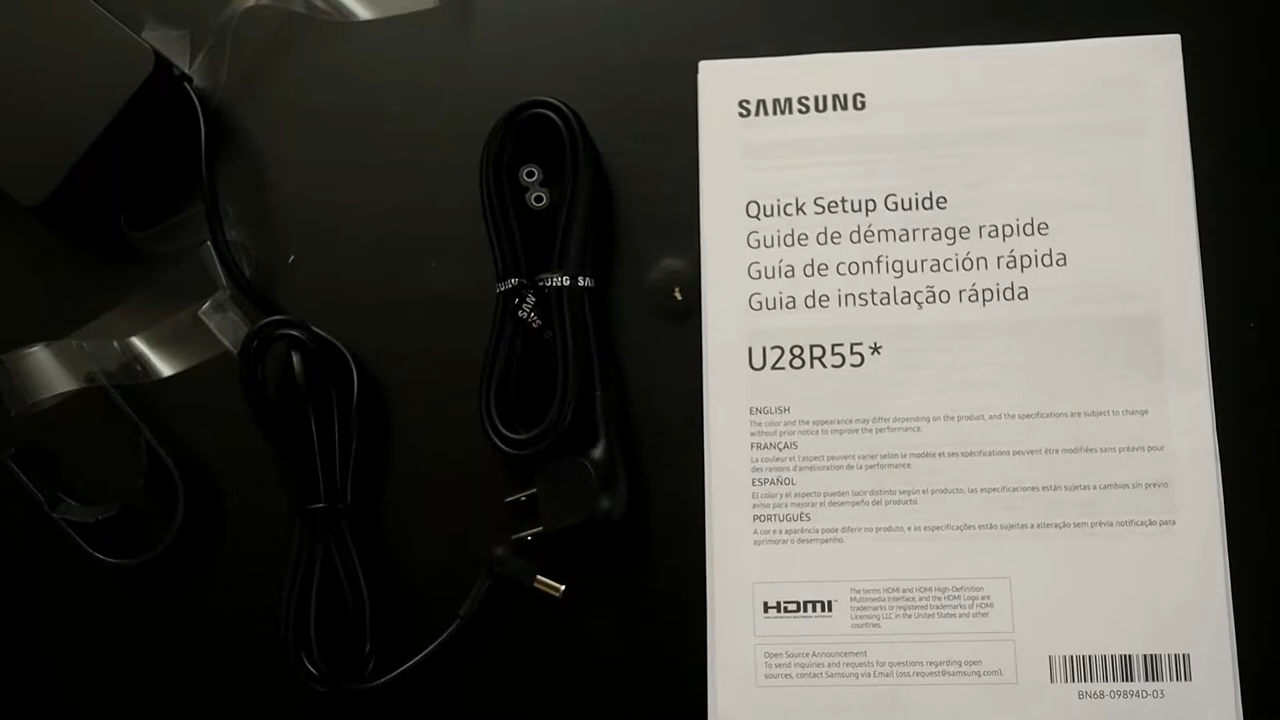 SAMSUNG
Quick Setup Guide
Guide de démarrage rapide
Guía de configuración rápida
Guia de instalação rápida
U28R55*
ENGLISH
The color and the appearance may differ depending on the product, and the specifications are subject to change
without prior notice to improve the performance.
FRANÇAIS
La couleur et l'aspect peuvent varier selon le modèle et ses spécifications peuvent être modifiées sans préavis pour
des raisons d'amélioration de la performance.
ESPAÑOL
El color y el aspecto pueden lucir distinto según el producto; las especificaciones están sujetas a cambios sin previo
aviso para mejorar el desempeño del producto.
PORTUGUÊS
A cor e a aparência pode diferir no produto, e as especificações estão sujeitas a alteração sem prévia notificação para
aprimorar o desempenho.
HDMI™
The terms HDMI and HDMI High-Definition
Multimedia Interface, and the HDMI Logo are
trademarks or registered trademarks of HDMI
Licensing LLC in the United States and other
countries.
Open Source Announcement
To send inquiries and requests for questions regarding open
sources, contact Samsung via Email (oss.request@samsung.com).
BN68-09894D-03
SUNG SAMSUNG SAM
SAN
SUNG